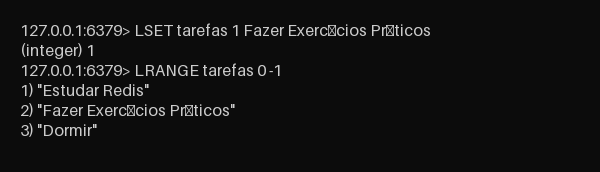 127.0.0.1:6379> LSET tarefas 1 Fazer Exerc▯cios Pr▯ticos
(integer) 1
127.0.0.1:6379> LRANGE tarefas 0 -1
1) "Estudar Redis"
2) "Fazer Exerc▯cios Pr▯ticos"
3) "Dormir"